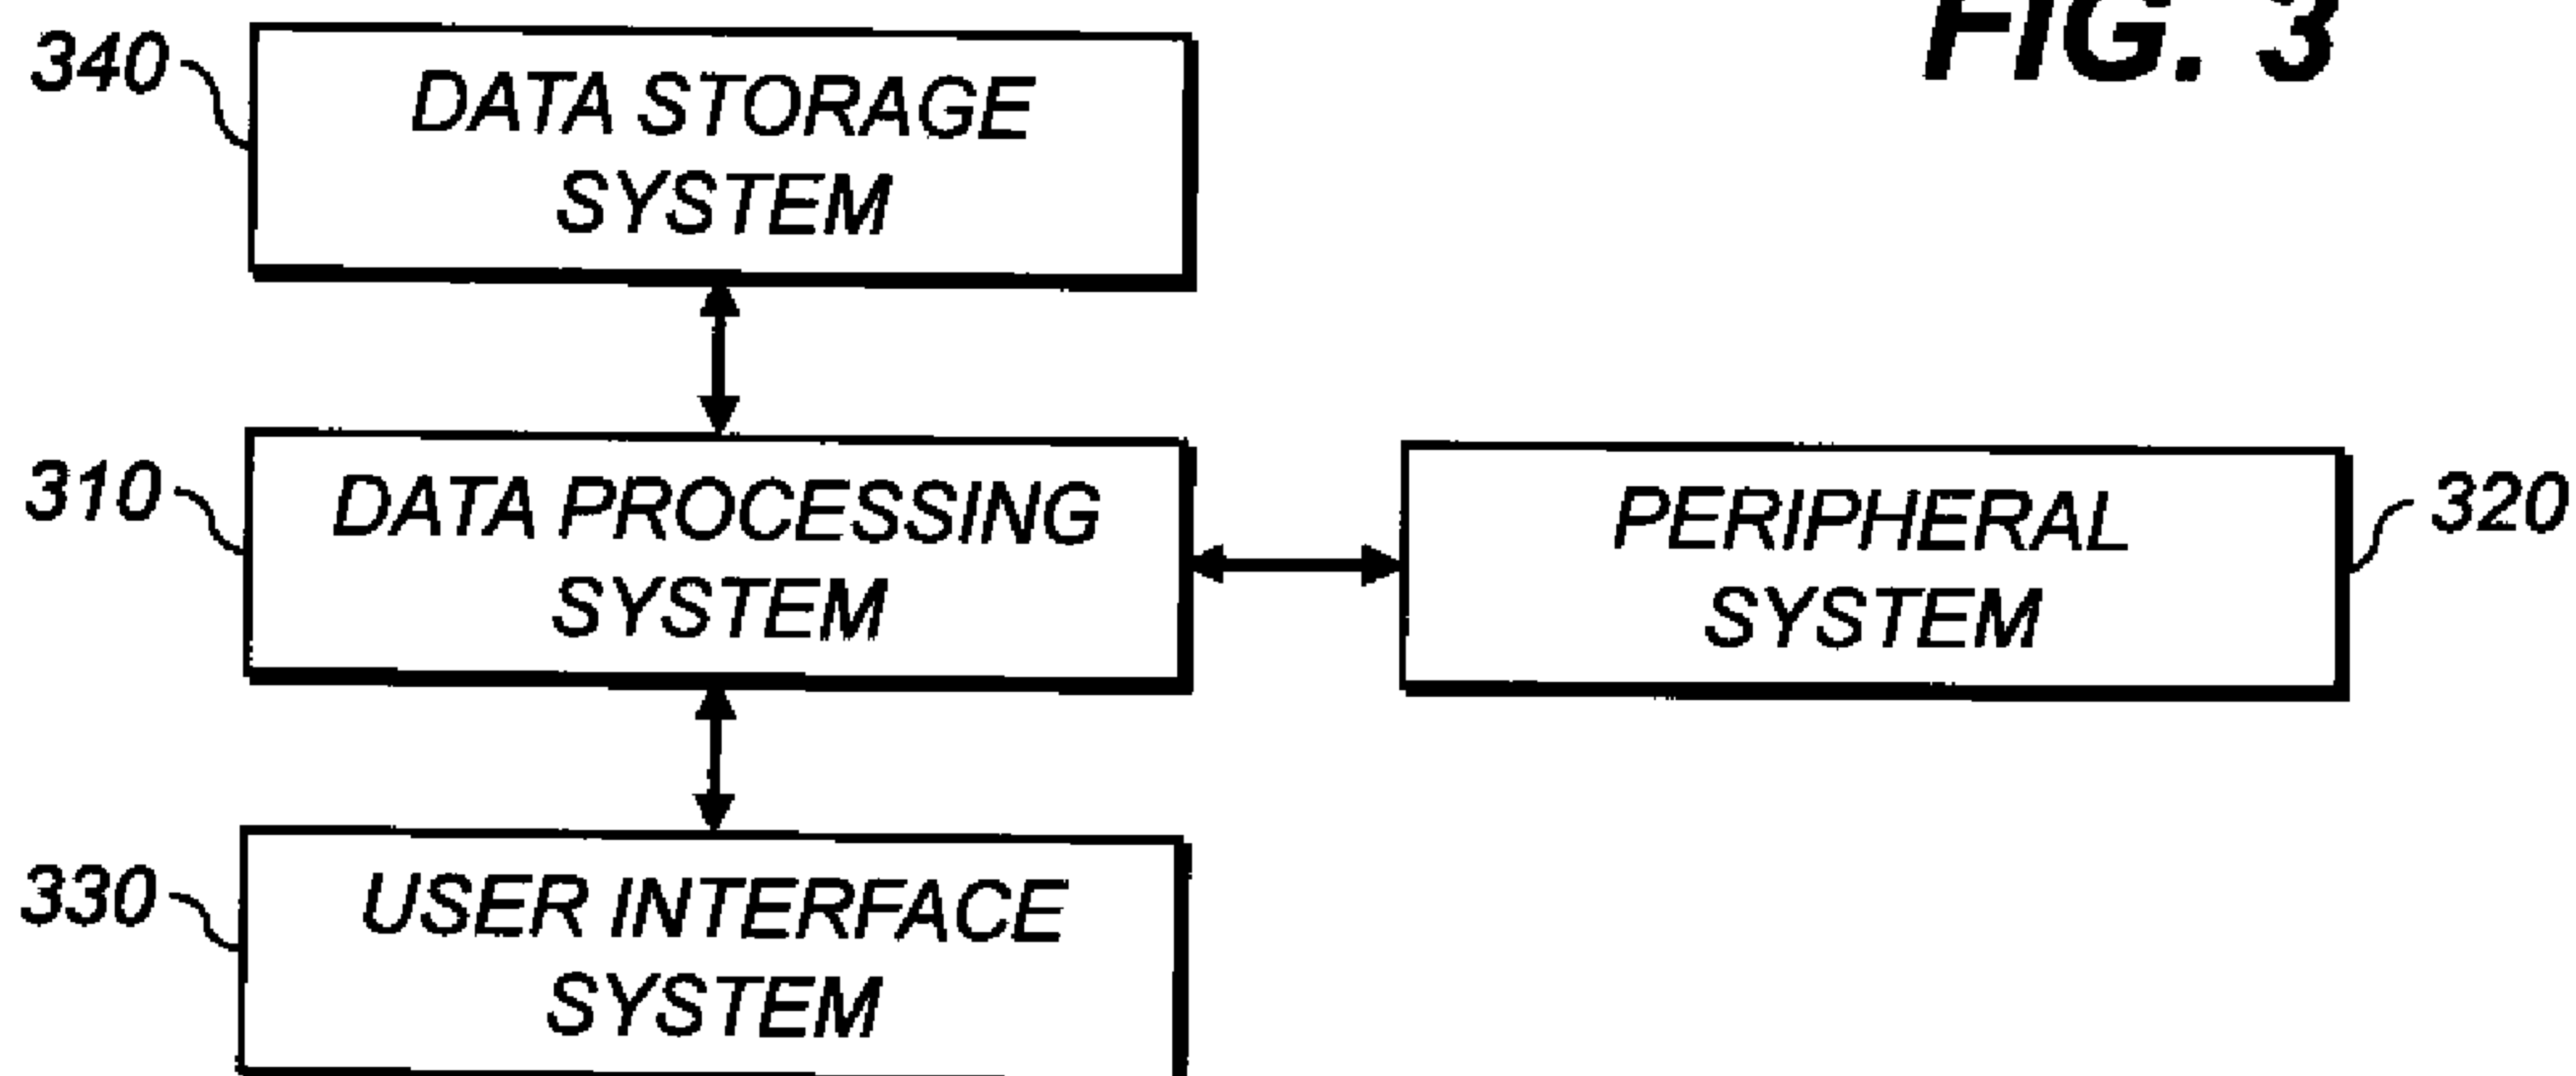 FIG. 3
340
DATA STORAGE
SYSTEM
310
DATA PROCESSING
SYSTEM
PERIPHERAL
SYSTEM
320
330
USER INTERFACE
SYSTEM